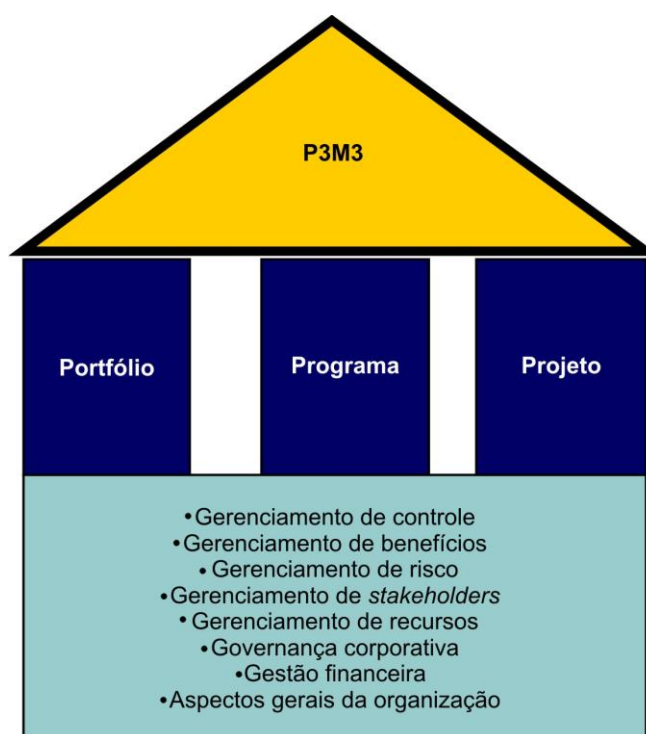 P3M3
Portfólio
Programa
Projeto
•Gerenciamento de controle
•Gerenciamento de benefícios
•Gerenciamento de risco
•Gerenciamento de stakeholders
•Gerenciamento de recursos
•Governança corporativa
•Gestão financeira
•Aspectos gerais da organização